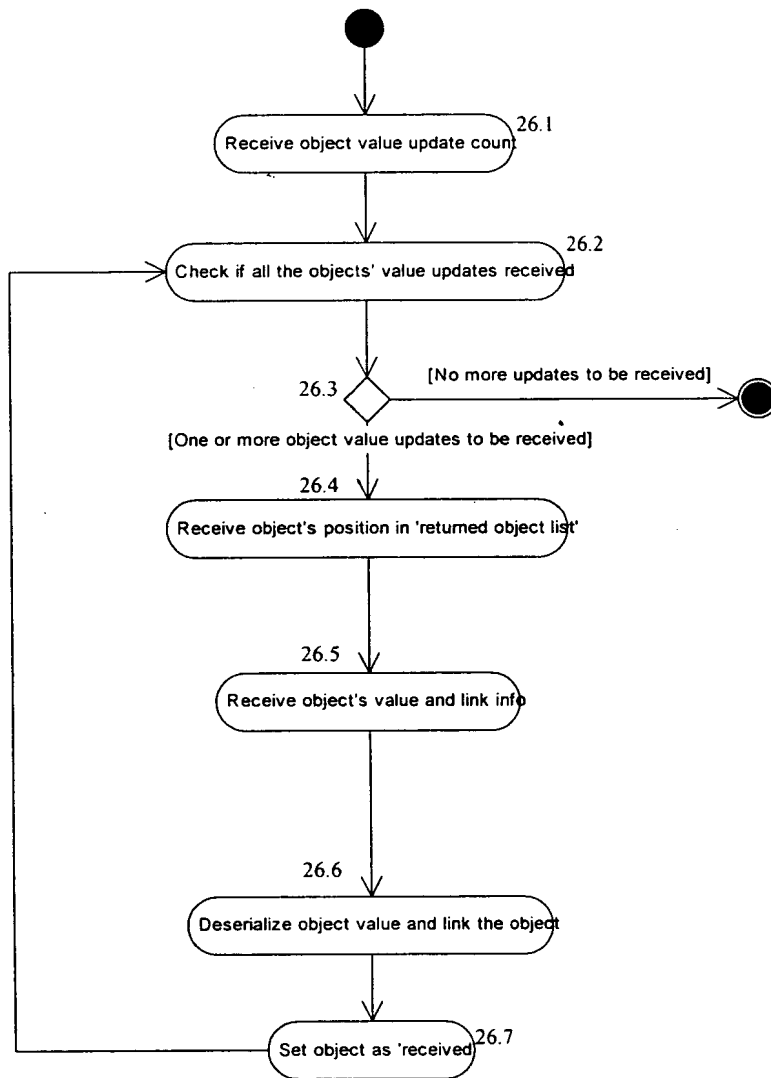 26.1
Receive object value update count
26.2
Check if all the objects' value updates received
[No more updates to be received]
26.3
[One or more object value updates to be received]
26.4
Receive object's position in 'returned object list'
26.5
Receive object's value and link info
26.6
Deserialize object value and link the object
26.7
Set object as 'received'